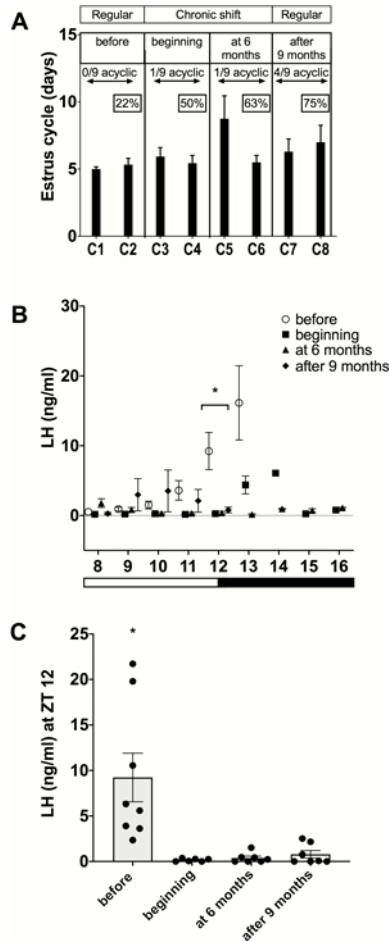 A
Regular Chronic shift Regular
before beginning at 6 months after 9 months
0/9 acyclic 1/9 acyclic 1/9 acyclic 4/9 acyclic
22% 50% 63% 75%
Estrus cycle (days)
15
10
5
0
C1 C2 C3 C4 C5 C6 C7 C8
B
LH (ng/ml)
30
20
10
0
before
beginning
at 6 months
after 9 months
*
8 9 10 11 12 13 14 15 16
C
LH (ng/ml) at ZT 12
25
20
15
10
5
0
*
before beginning at 6 months after 9 months